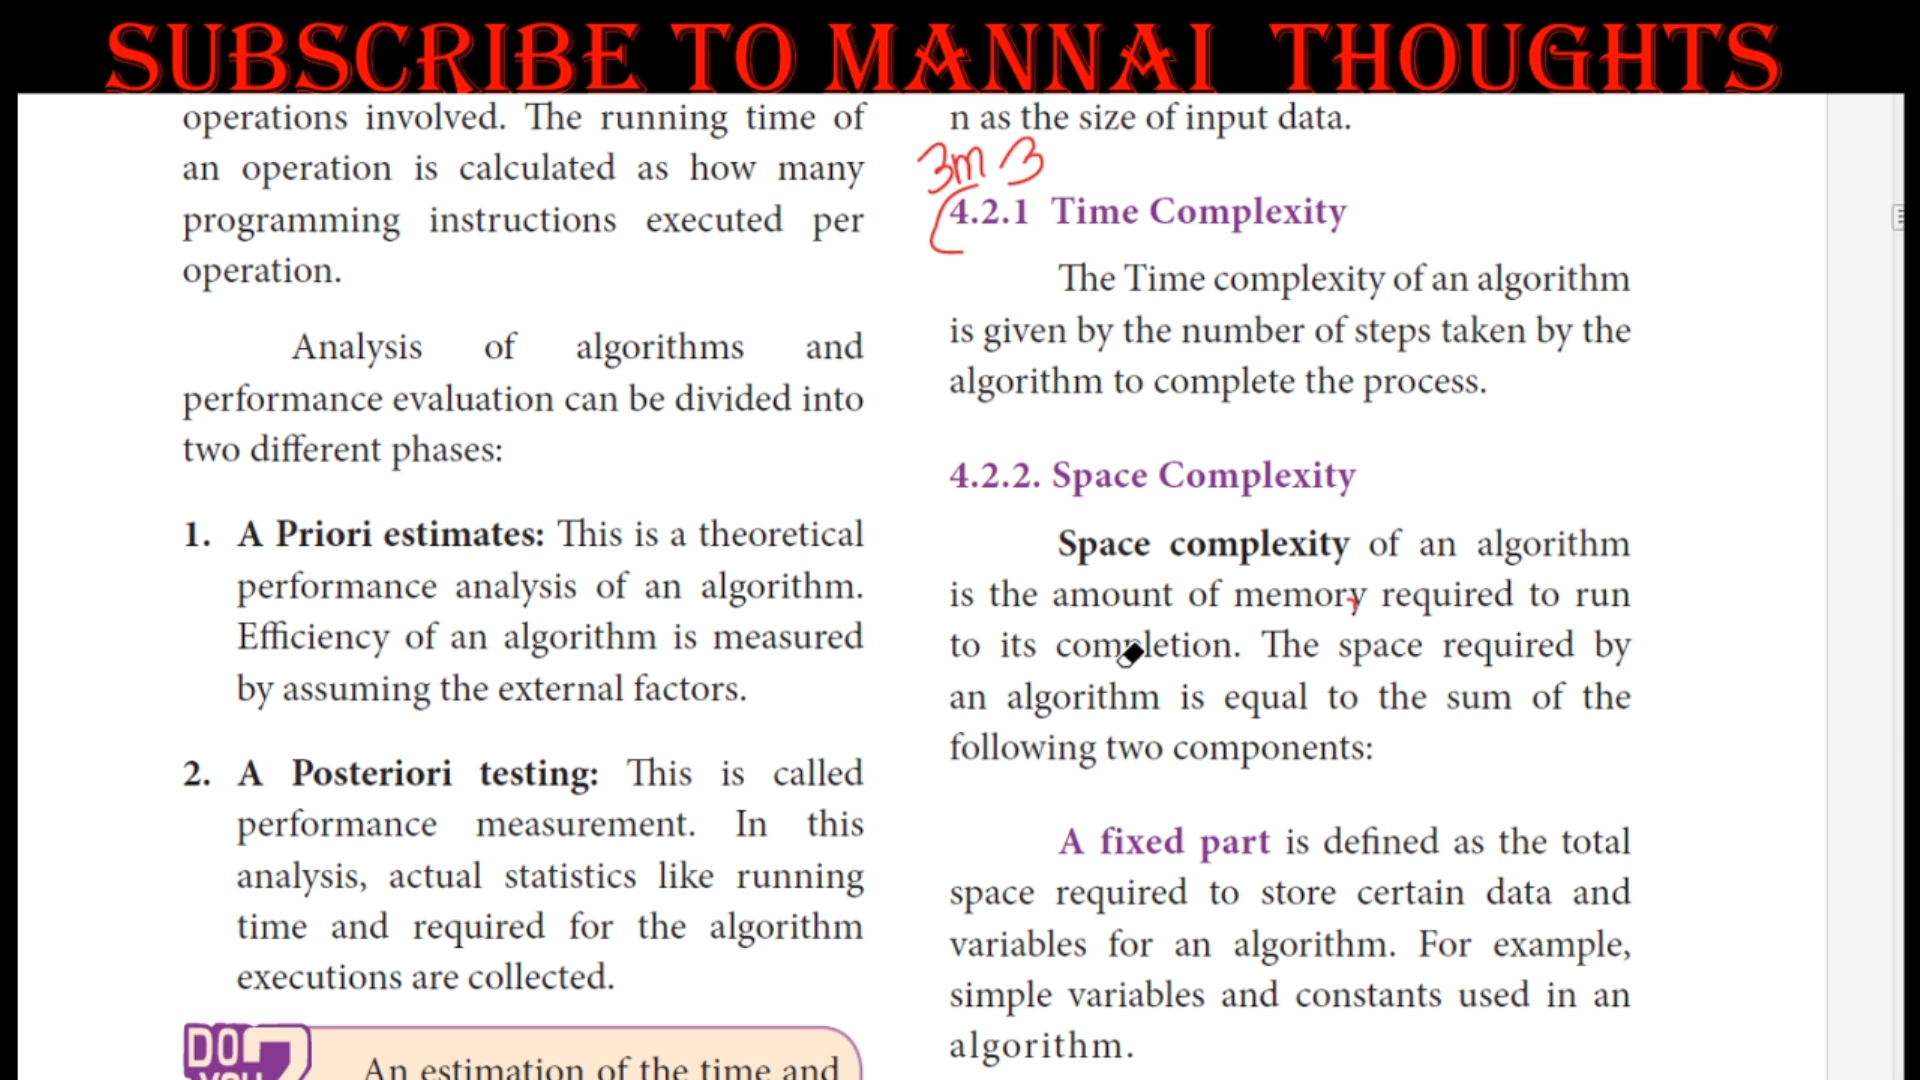 SUBSCRIBE TO MANNAI THOUGHTS
operations involved. The running time of
an operation is calculated as how many
programming instructions executed per
operation.
Analysis of algorithms and
performance evaluation can be divided into
two different phases:
1. A Priori estimates: This is a theoretical
performance analysis of an algorithm.
Efficiency of an algorithm is measured
by assuming the external factors.
2. A Posteriori testing: This is called
performance measurement. In this
analysis, actual statistics like running
time and required for the algorithm
executions are collected.
DO
YOU
An estimation of the time and
n as the size of input data.
3m 3
4.2.1 Time Complexity
The Time complexity of an algorithm
is given by the number of steps taken by the
algorithm to complete the process.
4.2.2. Space Complexity
Space complexity of an algorithm
is the amount of memory required to run
to its completion. The space required by
an algorithm is equal to the sum of the
following two components:
A fixed part is defined as the total
space required to store certain data and
variables for an algorithm. For example,
simple variables and constants used in an
algorithm.